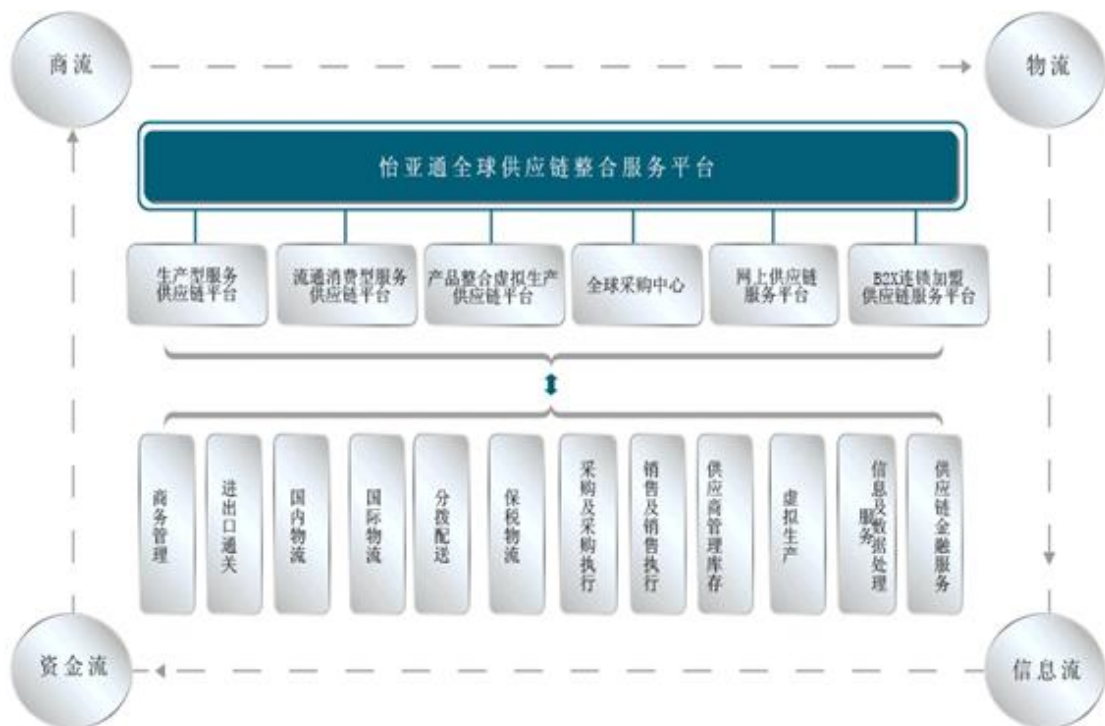 商流
物流
怡亚通全球供应链整合服务平台
生产型服务
供应链平台
流通消费型服务
供应链平台
产品整合虚拟生产
供应链平台
全球采购中心
网上供应链
服务平台
B2X连锁加盟
供应链服务平台
商务管理
进出口通关
国内物流
国际物流
分拨配送
保税物流
采购及采购执行
销售及销售执行
供应商管理库存
虚拟生产
信息及数据处理
服务
供应链金融服务
资金流
信息流